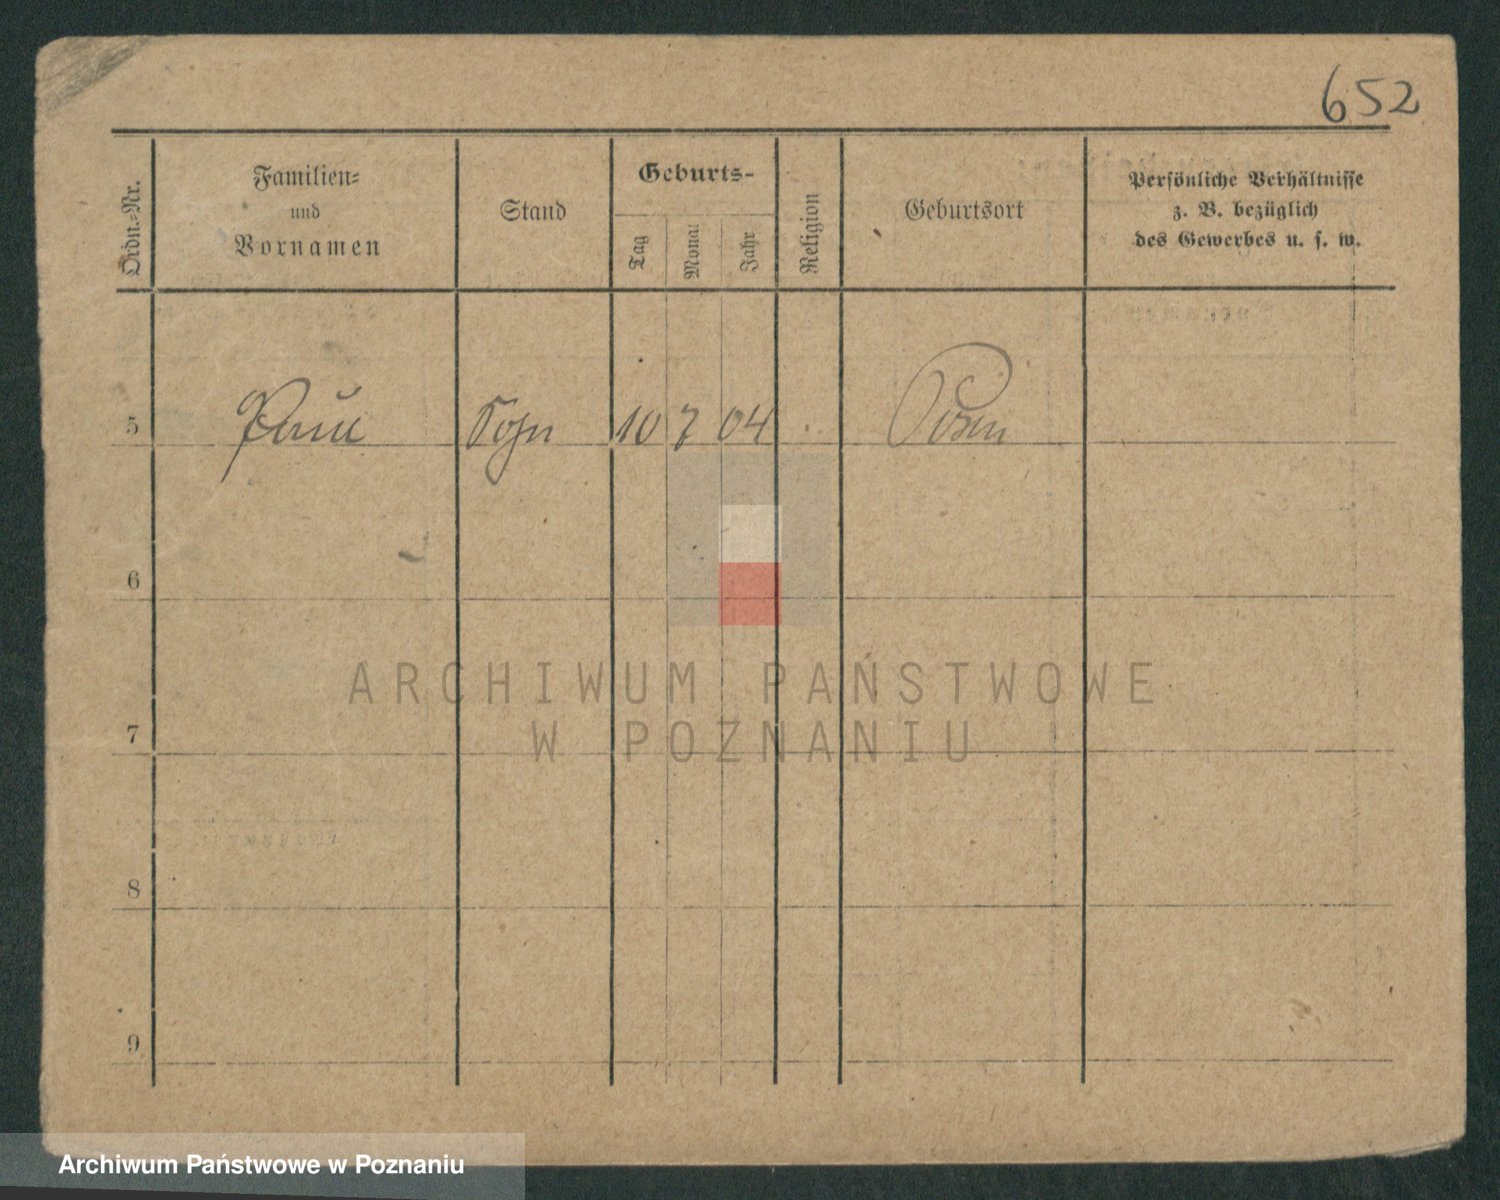 652
Ordn.-Nr.
Familien-
und
Vornamen
Stand
Geburts-
Tag
Monat
Jahr
Religion
Geburtsort
Persönliche Verhältnisse
z. B. bezüglich
des Gewerbes u. s. w.
5 Sohn 10 7 04 Posen
6
ARCHIWUM PAŃSTWOWE
W POZNANIU
7
8
9
Archiwum Państwowe w Poznaniu